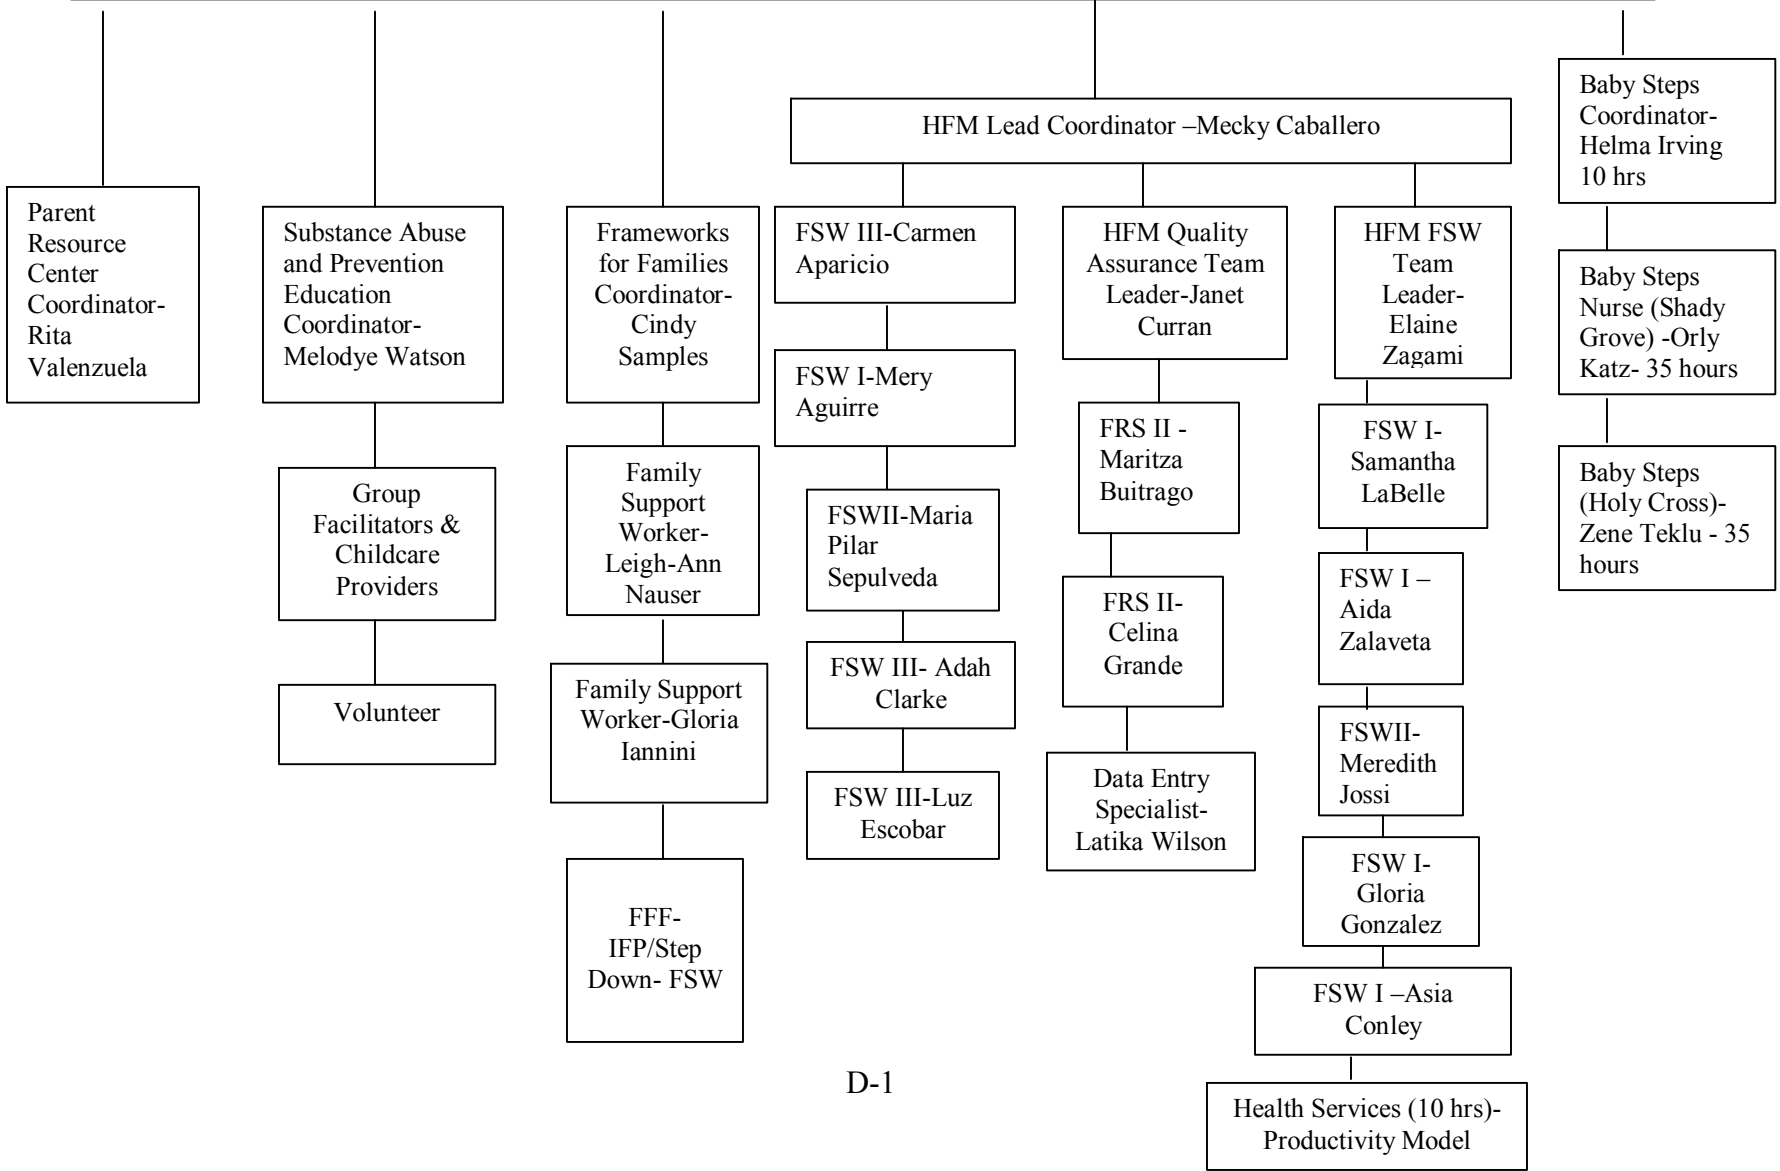 HFM Lead Coordinator –Mecky Caballero
Parent
Resource
Center
Coordinator-
Rita
Valenzuela
Substance Abuse
and Prevention
Education
Coordinator-
Melodye Watson
Group
Facilitators &
Childcare
Providers
Volunteer
Frameworks
for Families
Coordinator-
Cindy
Samples
Family
Support
Worker-
Leigh-Ann
Nauser
Family Support
Worker-Gloria
Iannini
FFF-
IFP/Step
Down- FSW
FSW III-Carmen
Aparicio
FSW I-Mery
Aguirre
FSWII-Maria
Pilar
Sepulveda
FSW III- Adah
Clarke
FSW III-Luz
Escobar
HFM Quality
Assurance Team
Leader-Janet
Curran
FRS II -
Maritza
Buitrago
FRS II-
Celina
Grande
Data Entry
Specialist-
Latika Wilson
HFM FSW
Team
Leader-
Elaine
Zagami
FSW I-
Samantha
LaBelle
FSW I –
Aida
Zalaveta
FSWII-
Meredith
Jossi
FSW I-
Gloria
Gonzalez
FSW I –Asia
Conley
Health Services (10 hrs)-
Productivity Model
Baby Steps
Coordinator-
Helma Irving
10 hrs
Baby Steps
Nurse (Shady
Grove) -Orly
Katz- 35 hours
Baby Steps
(Holy Cross)-
Zene Teklu - 35
hours
D-1